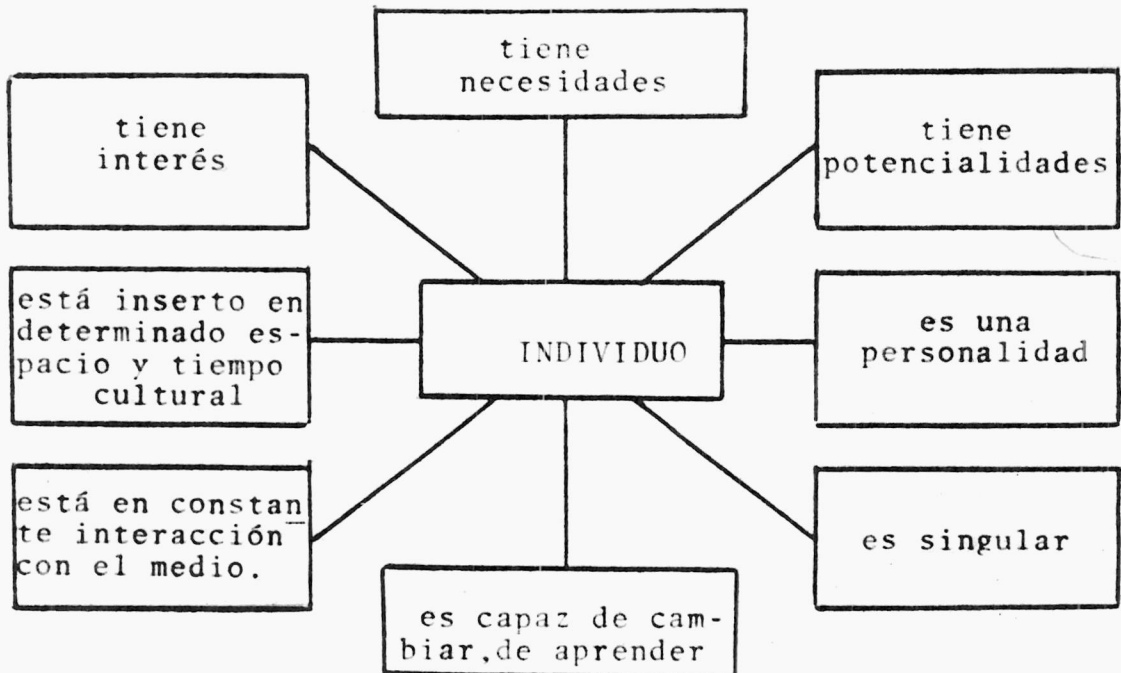 tiene
necesidades
tiene
interés
tiene
potencialidades
está inserto en
determinado es-
pacio y tiempo
cultural
INDIVIDUO
es una
personalidad
está en constan
te interacción
con el medio.
es singular
es capaz de cam-
biar,de aprender